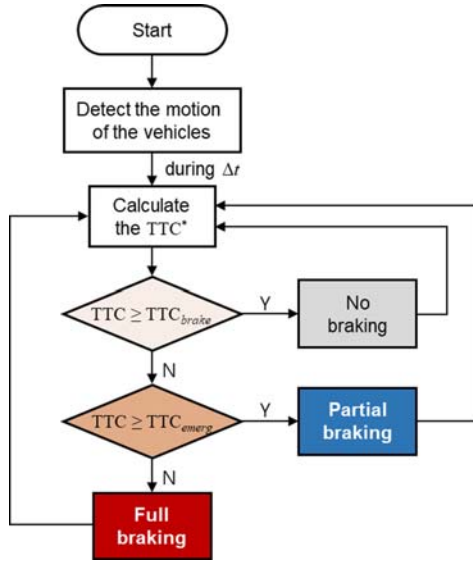 Start
Detect the motion
of the vehicles
during Δt
Calculate
the TTC*
TTC ≥ TTCbrake
Y
No
braking
N
TTC ≥ TTCemerg
Y
Partial
braking
N
Full
braking